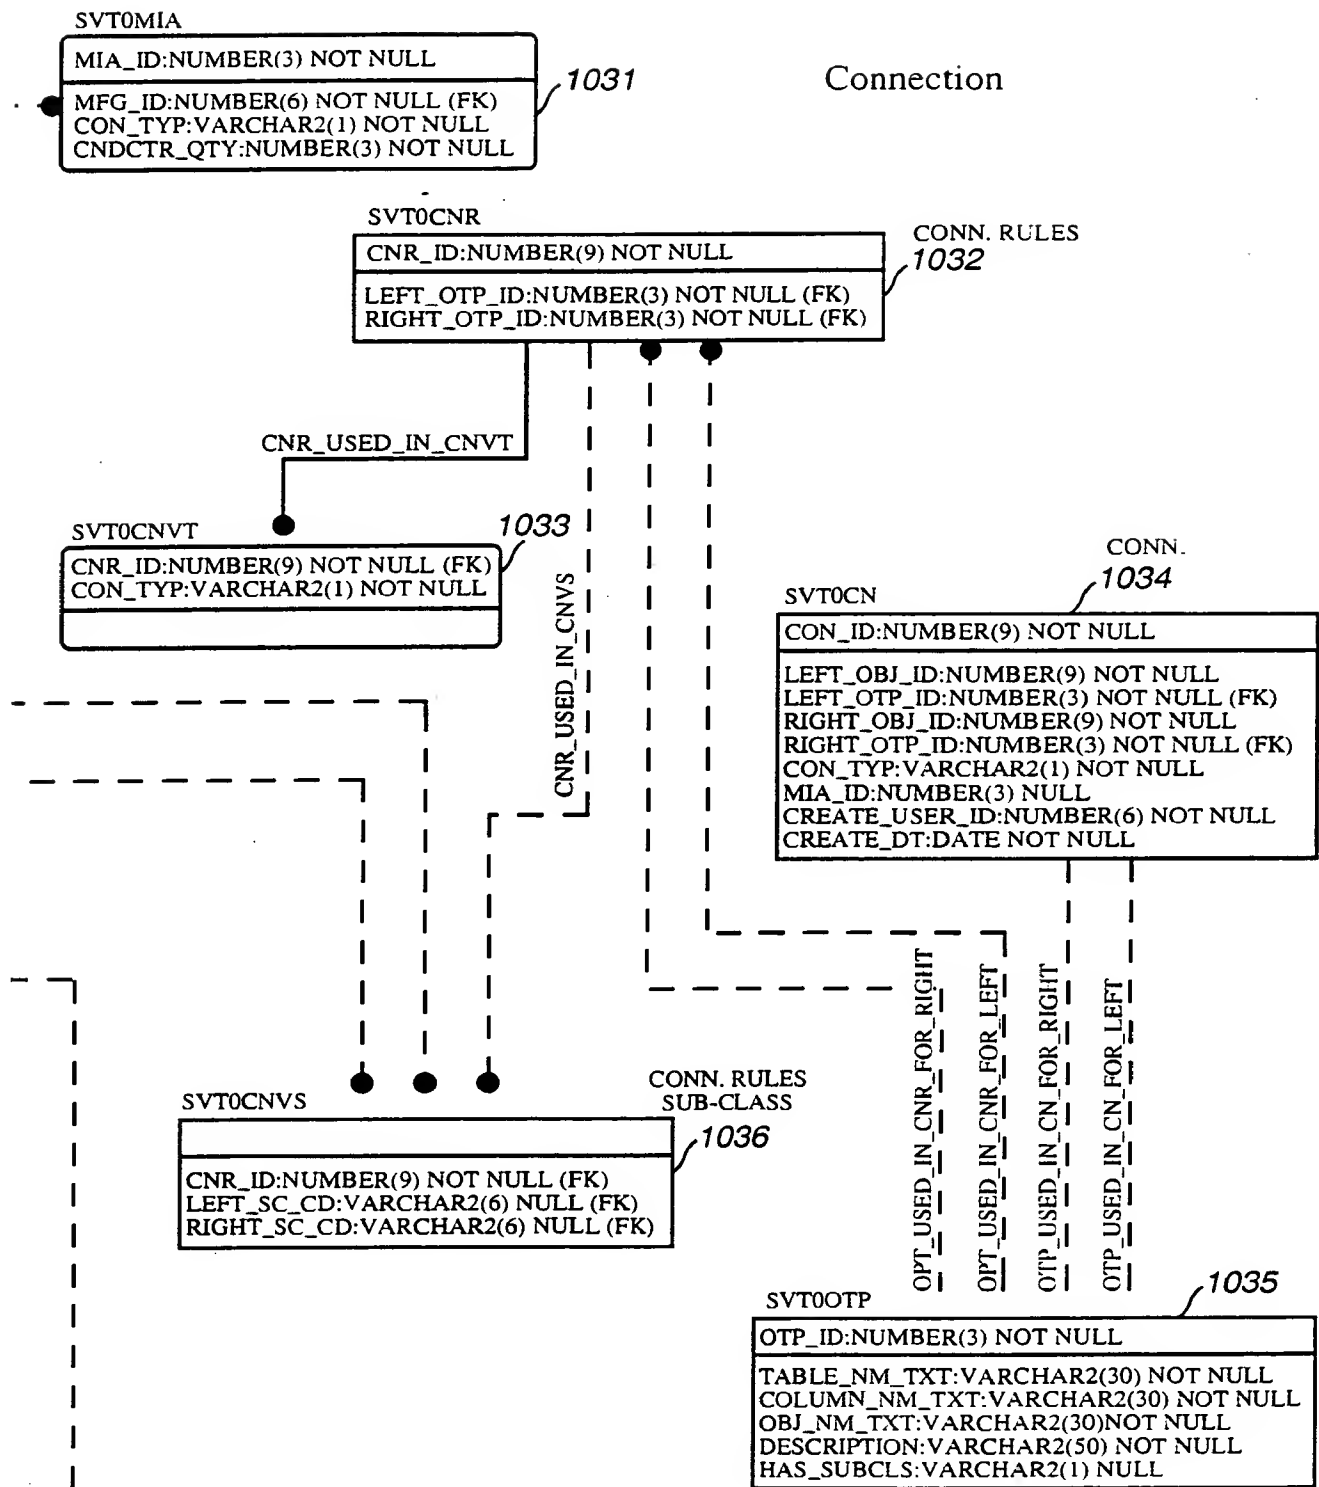 SVT0MIA
MIA_ID:NUMBER(3) NOT NULL
MFG_ID:NUMBER(6) NOT NULL (FK)
CON_TYP:VARCHAR2(1) NOT NULL
CNDCTR_QTY:NUMBER(3) NOT NULL
1031
Connection
SVT0CNR
CNR_ID:NUMBER(9) NOT NULL
LEFT_OTP_ID:NUMBER(3) NOT NULL (FK)
RIGHT_OTP_ID:NUMBER(3) NOT NULL (FK)
CONN. RULES
1032
CNR_USED_IN_CNVT
SVT0CNVT
1033
CNR_ID:NUMBER(9) NOT NULL (FK)
CON_TYP:VARCHAR2(1) NOT NULL
CNR_USED_IN_CNVS
CONN.
1034
SVT0CN
CON_ID:NUMBER(9) NOT NULL
LEFT_OBJ_ID:NUMBER(9) NOT NULL
LEFT_OTP_ID:NUMBER(3) NOT NULL (FK)
RIGHT_OBJ_ID:NUMBER(9) NOT NULL
RIGHT_OTP_ID:NUMBER(3) NOT NULL (FK)
CON_TYP:VARCHAR2(1) NOT NULL
MIA_ID:NUMBER(3) NULL
CREATE_USER_ID:NUMBER(6) NOT NULL
CREATE_DT:DATE NOT NULL
OPT_USED_IN_CNR_FOR_RIGHT
OPT_USED_IN_CNR_FOR_LEFT
OTP_USED_IN_CN_FOR_RIGHT
OTP_USED_IN_CN_FOR_LEFT
SVT0CNVS
CONN. RULES
SUB-CLASS
1036
CNR_ID:NUMBER(9) NOT NULL (FK)
LEFT_SC_CD:VARCHAR2(6) NULL (FK)
RIGHT_SC_CD:VARCHAR2(6) NULL (FK)
SVT0OTP
1035
OTP_ID:NUMBER(3) NOT NULL
TABLE_NM_TXT:VARCHAR2(30) NOT NULL
COLUMN_NM_TXT:VARCHAR2(30) NOT NULL
OBJ_NM_TXT:VARCHAR2(30)NOT NULL
DESCRIPTION:VARCHAR2(50) NOT NULL
HAS_SUBCLS:VARCHAR2(1) NULL